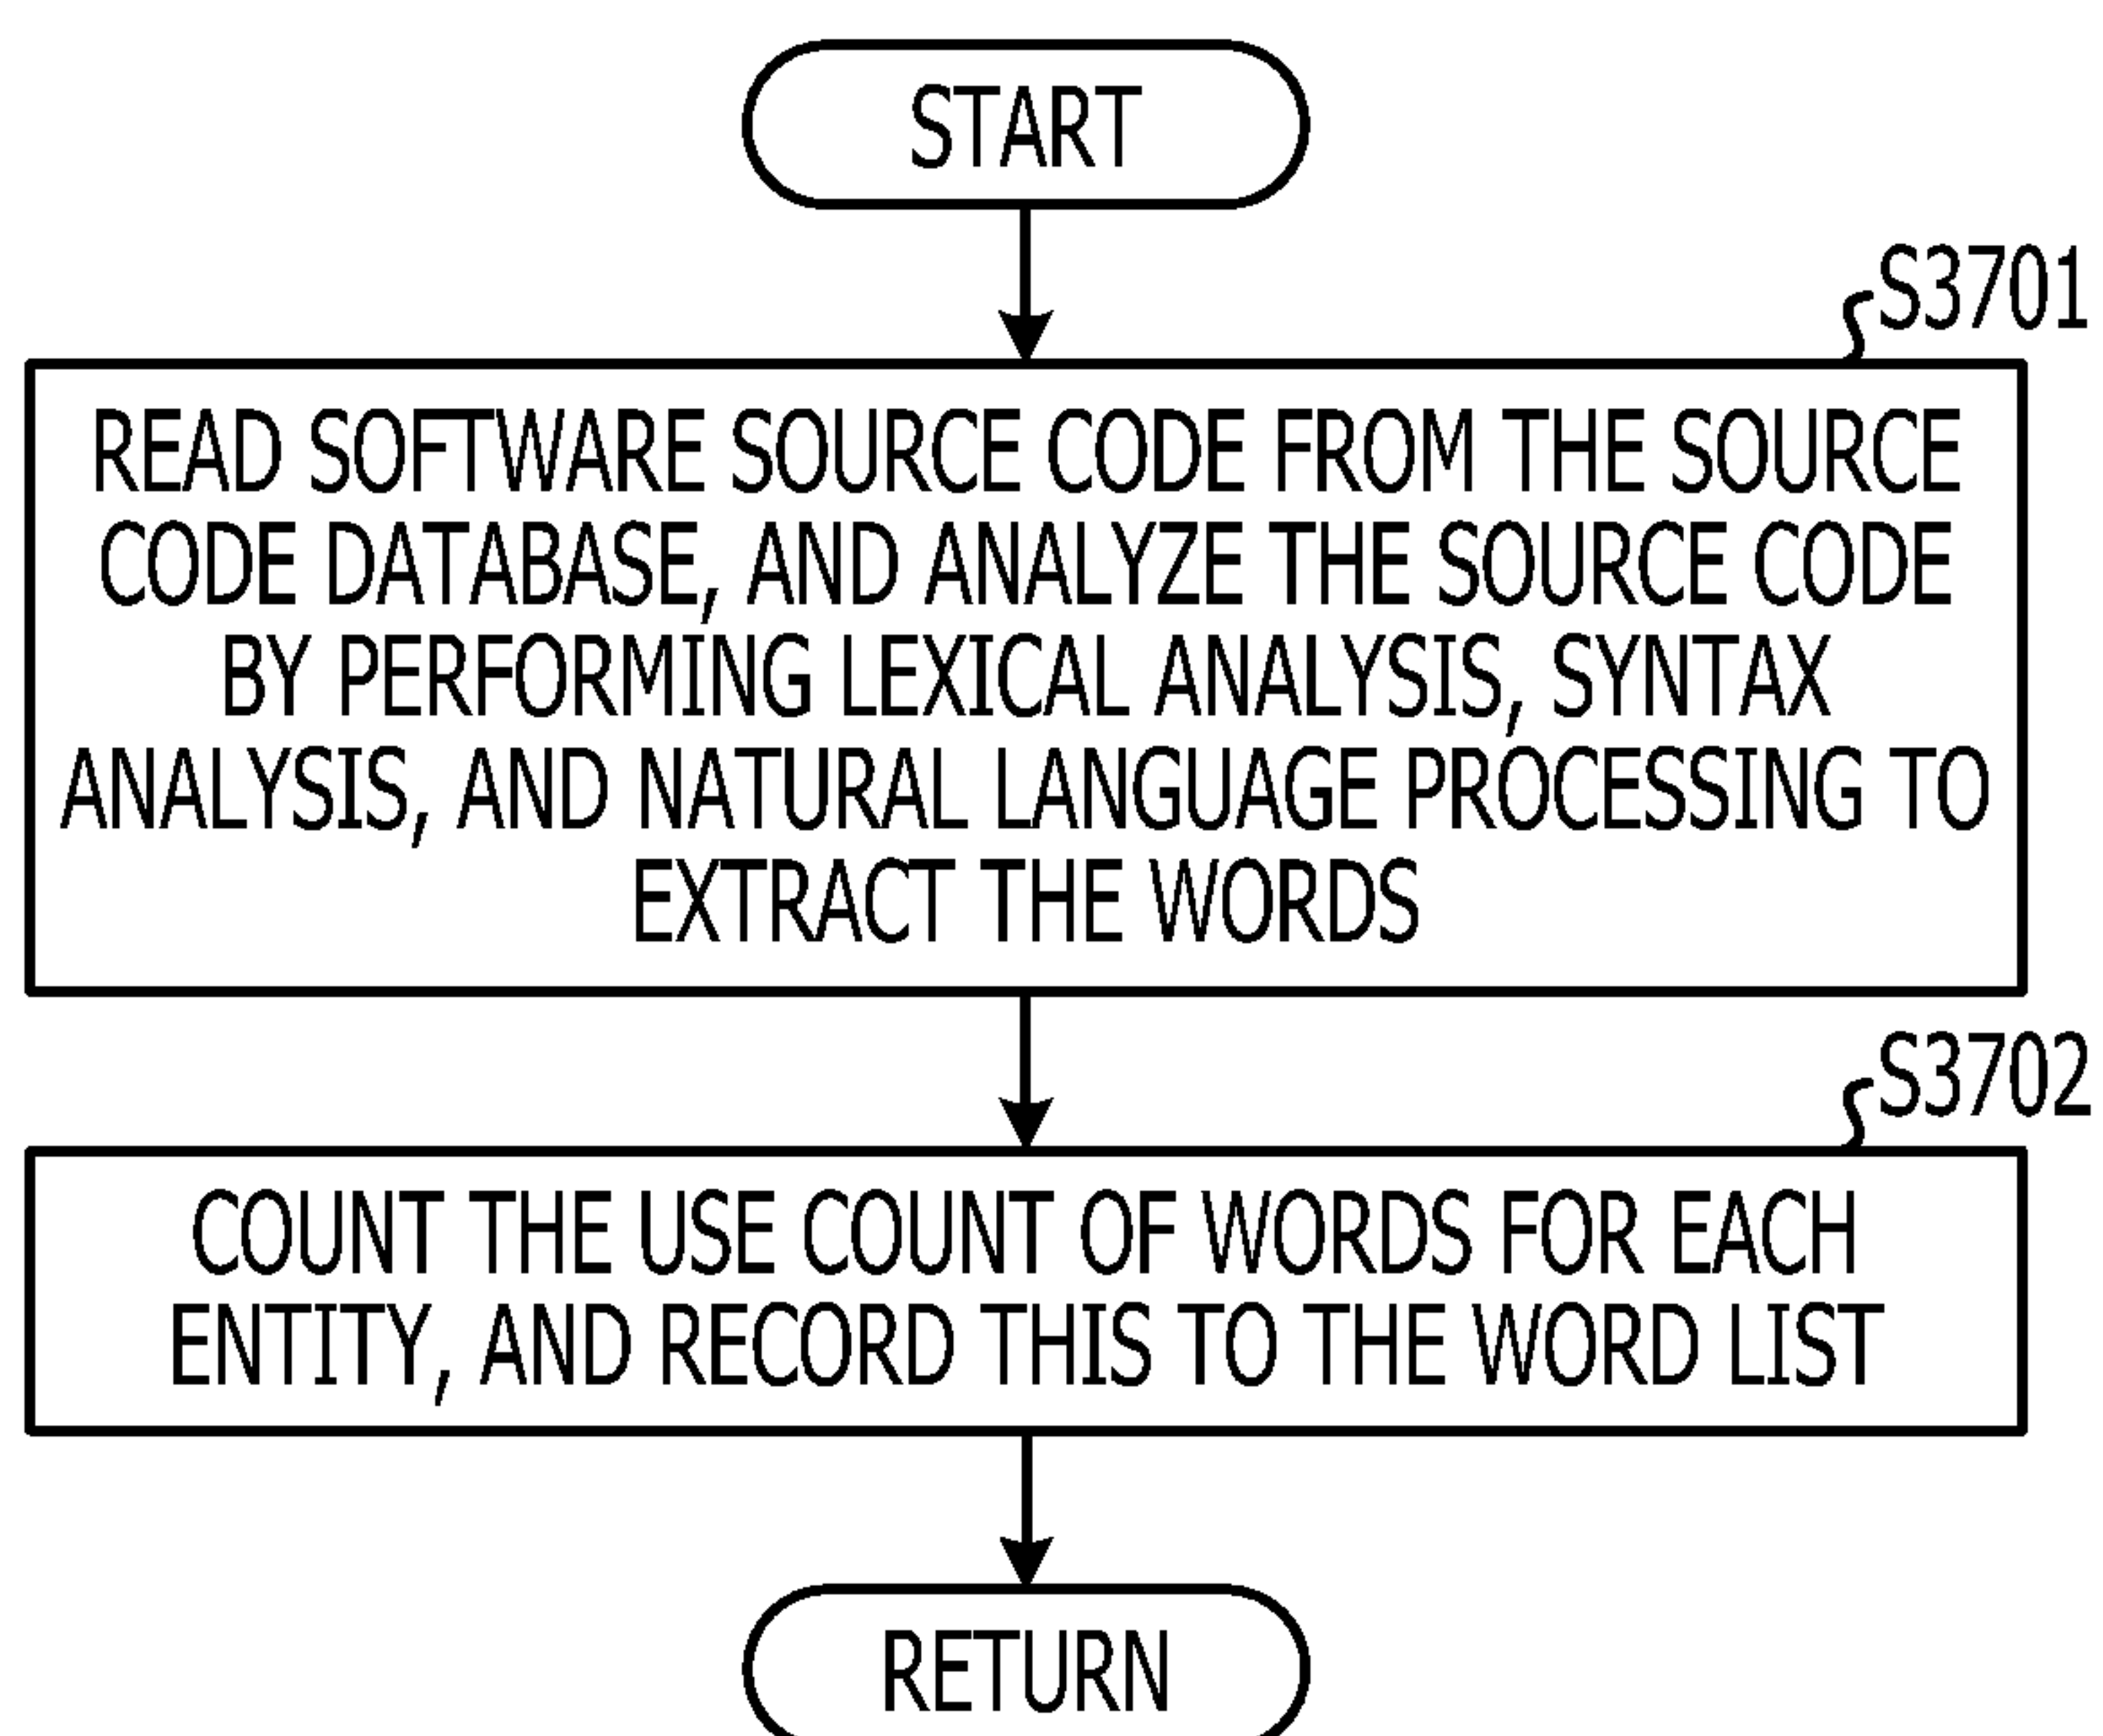 START
S3701
READ SOFTWARE SOURCE CODE FROM THE SOURCE
CODE DATABASE, AND ANALYZE THE SOURCE CODE
BY PERFORMING LEXICAL ANALYSIS, SYNTAX
ANALYSIS, AND NATURAL LANGUAGE PROCESSING TO
EXTRACT THE WORDS
S3702
COUNT THE USE COUNT OF WORDS FOR EACH
ENTITY, AND RECORD THIS TO THE WORD LIST
RETURN